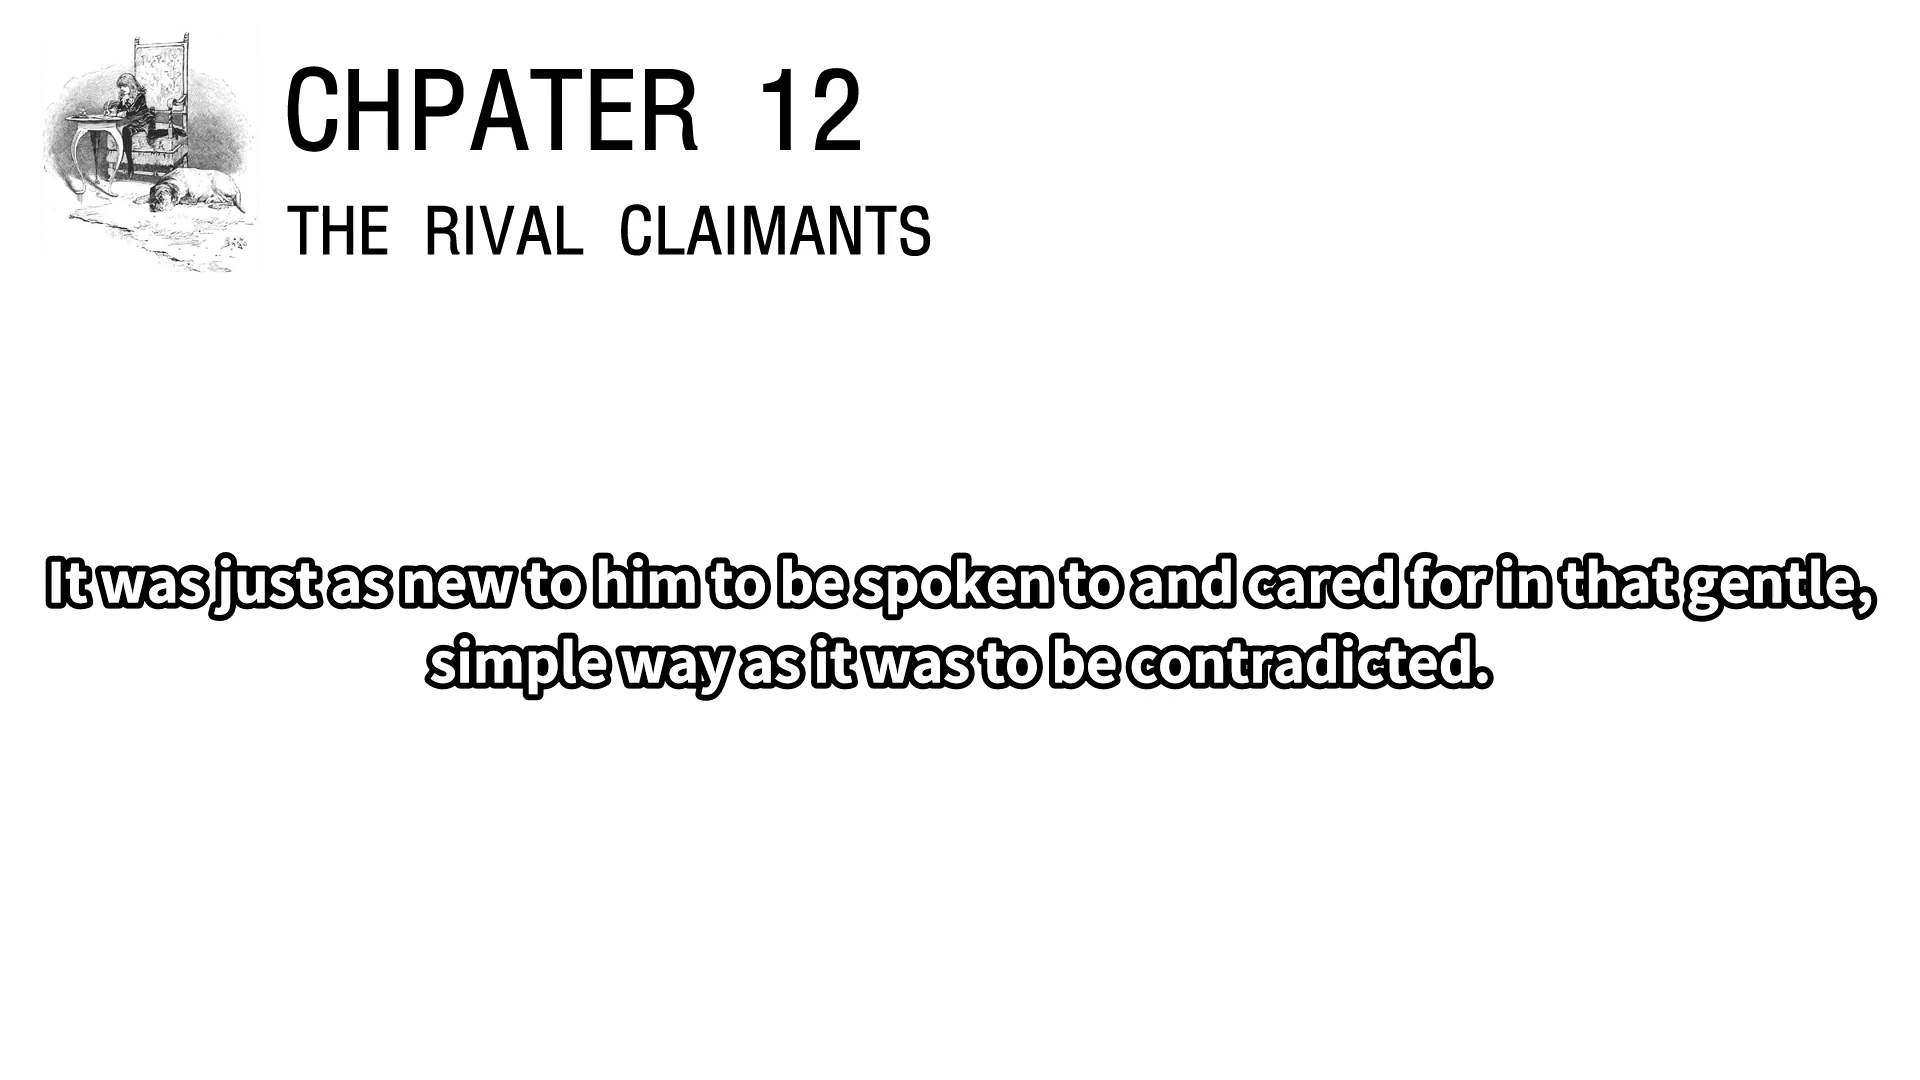 CHPATER 12
THE RIVAL CLAIMANTS
It was just as new to him to be spoken to and cared for in that gentle,
simple way as it was to be contradicted.